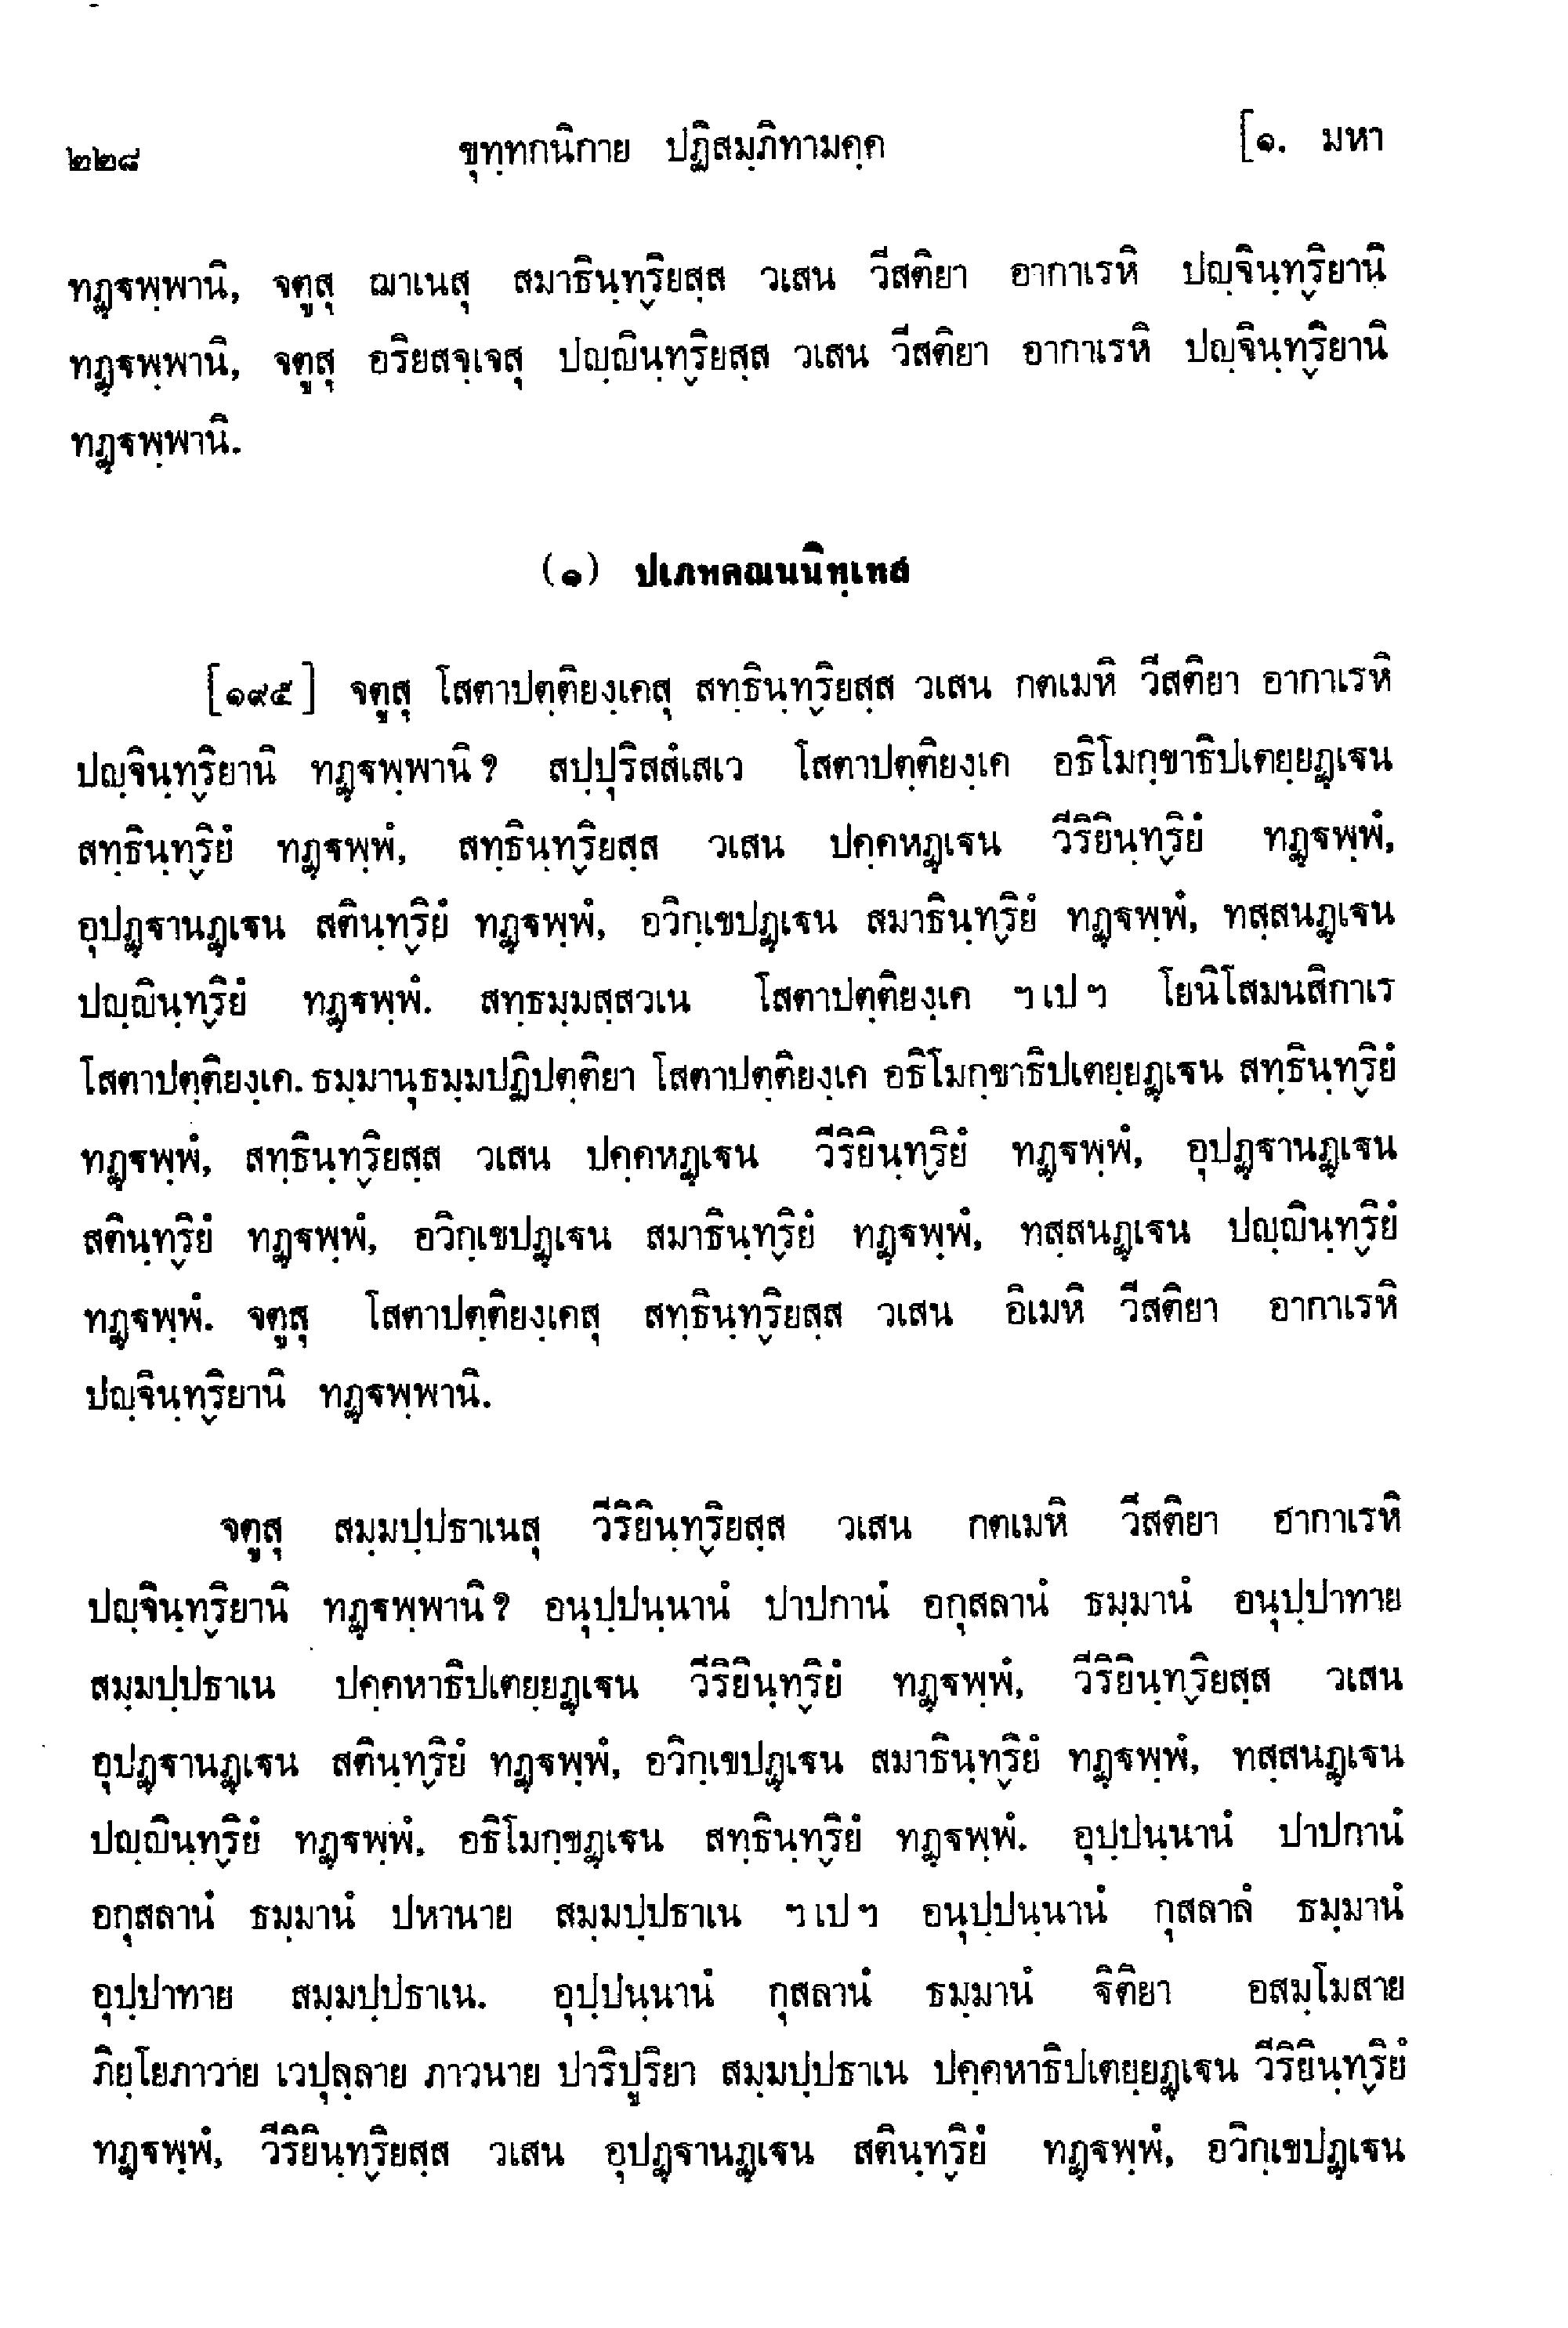 ๒๒๘ ขุทฺทกนิกาย ปฏิสมฺภิทามคฺค [๑. มหา
ทฏฺฐพฺพานิ, จตูสุ ฌาเนสุ สมาธินฺทฺริยสฺส วเสน วีสติยา อากาเรหิ ปญฺจินฺทฺริยานิ
ทฏฺฐพฺพานิ, จตูสุ อริยสจฺเจสุ ปญฺญินฺทฺริยสฺส วเสน วีสติยา อากาเรหิ ปญฺจินฺทฺริยานิ
ทฏฺฐพฺพานิ.
(๑) ปเภทคณนนิทฺเทส
[๑๙๕] จตูสุ โสตาปตฺติยงฺเคสุ สทฺธินฺทฺริยสฺส วเสน กตเมหิ วีสติยา อากาเรหิ
ปญฺจินฺทฺริยานิ ทฏฺฐพฺพานิ? สปฺปุริสสํเสเว โสตาปตฺติยงฺเค อธิโมกฺขาธิปเตยฺยฏฺเฐน
สทฺธินฺทฺริยํ ทฏฺฐพฺพํ, สทฺธินฺทฺริยสฺส วเสน ปคฺคหฏฺเฐน วีริยินฺทฺริยํ ทฏฺฐพฺพํ,
อุปฏฺฐานฏฺเฐน สตินฺทฺริยํ ทฏฺฐพฺพํ, อวิกฺเขปฏฺเฐน สมาธินฺทฺริยํ ทฏฺฐพฺพํ, ทสฺสนฏฺเฐน
ปญฺญินฺทฺริยํ ทฏฺฐพฺพํ. สทฺธมฺมสฺสวเน โสตาปตฺติยงฺเค ฯเปฯ โยนิโสมนสิกาเร
โสตาปตฺติยงฺเค. ธมฺมานุธมฺมปฏิปตฺติยา โสตาปตฺติยงฺเค อธิโมกฺขาธิปเตยฺยฏฺเฐน สทฺธินฺทฺริยํ
ทฏฺฐพฺพํ, สทฺธินฺทฺริยสฺส วเสน ปคฺคหฏฺเฐน วีริยินฺทฺริยํ ทฏฺฐพฺพํ, อุปฏฺฐานฏฺเฐน
สตินฺทฺริยํ ทฏฺฐพฺพํ, อวิกฺเขปฏฺเฐน สมาธินฺทฺริยํ ทฏฺฐพฺพํ, ทสฺสนฏฺเฐน ปญฺญินฺทฺริยํ
ทฏฺฐพฺพํ. จตูสุ โสตาปตฺติยงฺเคสุ สทฺธินฺทฺริยสฺส วเสน อิเมหิ วีสติยา อากาเรหิ
ปญฺจินฺทฺริยานิ ทฏฺฐพฺพานิ.
จตูสุ สมฺมปฺปธาเนสุ วีริยินฺทฺริยสฺส วเสน กตเมหิ วีสติยา อากาเรหิ
ปญฺจินฺทฺริยานิ ทฏฺฐพฺพานิ? อนุปฺปนฺนานํ ปาปกานํ อกุสลานํ ธมฺมานํ อนุปฺปาทาย
สมฺมปฺปธาเน ปคฺคหาธิปเตยฺยฏฺเฐน วีริยินฺทฺริยํ ทฏฺฐพฺพํ, วีริยินฺทฺริยสฺส วเสน
อุปฏฺฐานฏฺเฐน สตินฺทฺริยํ ทฏฺฐพฺพํ, อวิกฺเขปฏฺเฐน สมาธินฺทฺริยํ ทฏฺฐพฺพํ, ทสฺสนฏฺเฐน
ปญฺญินฺทฺริยํ ทฏฺฐพฺพํ, อธิโมกฺขฏฺเฐน สทฺธินฺทฺริยํ ทฏฺฐพฺพํ. อุปฺปนฺนานํ ปาปกานํ
อกุสลานํ ธมฺมานํ ปหานาย สมฺมปฺปธาเน ฯเปฯ อนุปฺปนฺนานํ กุสลาลํ ธมฺมานํ
อุปฺปาทาย สมฺมปฺปธาเน. อุปฺปนฺนานํ กุสลานํ ธมฺมานํ ฐิติยา อสมฺโมสาย
ภิยฺโยภาวาย เวปุลฺลาย ภาวนาย ปาริปูริยา สมฺมปฺปธาเน ปคฺคหาธิปเตยฺยฏฺเฐน วีริยินฺทฺริยํ
ทฏฺฐพฺพํ, วีริยินฺทฺริยสฺส วเสน อุปฏฺฐานฏฺเฐน สตินฺทฺริยํ ทฏฺฐพฺพํ, อวิกฺเขปฏฺเฐน